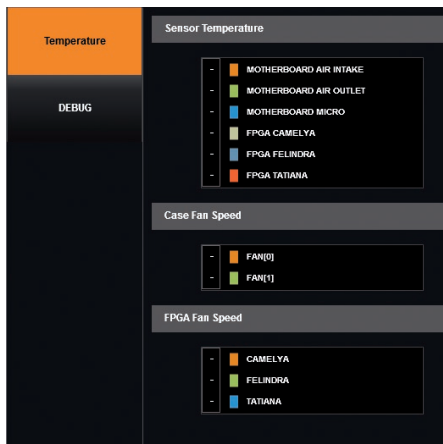 Temperature
DEBUG
Sensor Temperature
- MOTHERBOARD AIR INTAKE
- MOTHERBOARD AIR OUTLET
- MOTHERBOARD MICRO
- FPGA CAMELYA
- FPGA FELINDRA
- FPGA TATIANA
Case Fan Speed
- FAN[0]
- FAN[1]
FPGA Fan Speed
- CAMELYA
- FELINDRA
- TATIANA